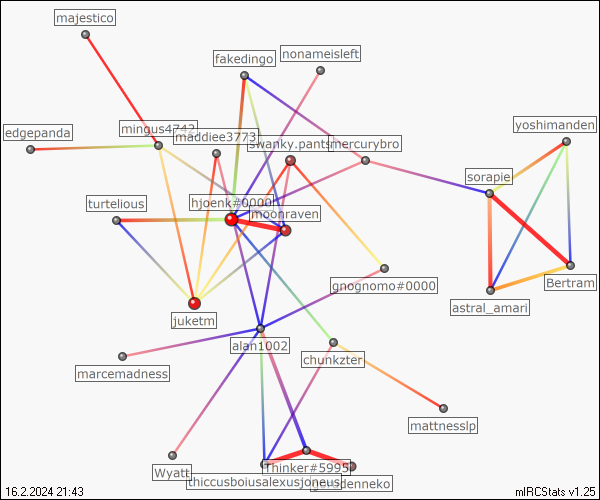 majestico
nonameisleft
fakedingo
yoshimanden
mingus4742
edgepanda
maddiee3773
swanky.pants
mercurybro
sorapie
turtelious
hjoenk#0000
moonraven
gnognomo#0000
Bertram
astral_amari
juketm
alan1002
chunkzter
marcemadness
mattnesslp
Wyatt
Thinker#5995
thiccusboiusalexusjoneus
16.2.2024 21:43
mIRCStats v1.25